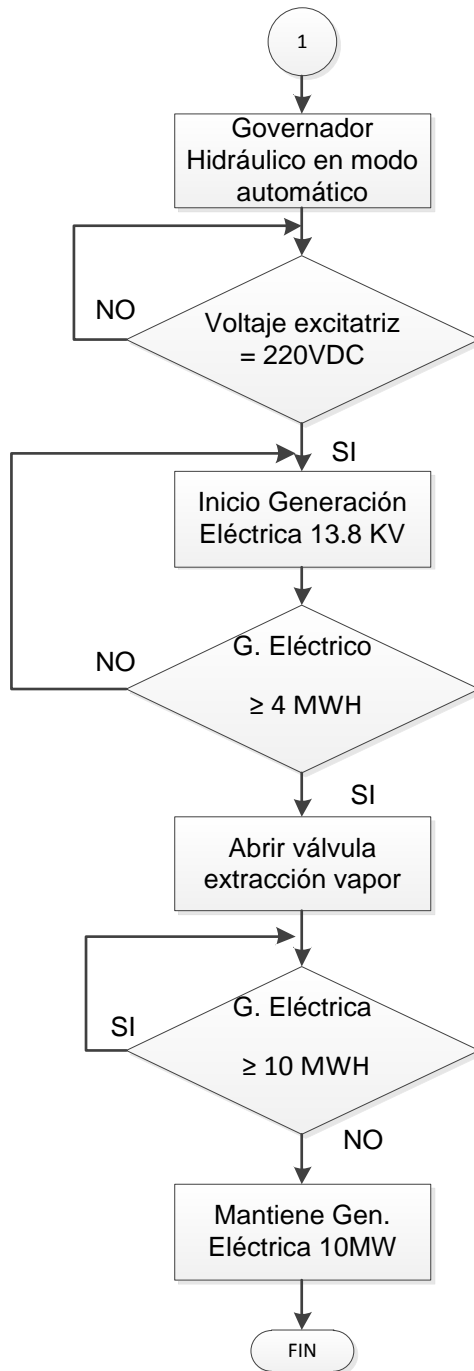 1
Governador
Hidráulico en modo
automático
NO
Voltaje excitatriz
= 220VDC
SI
Inicio Generación
Eléctrica 13.8 KV
NO
G. Eléctrico
≥ 4 MWH
SI
Abrir válvula
extracción vapor
G. Eléctrica
SI
≥ 10 MWH
NO
Mantiene Gen.
Eléctrica 10MW
FIN